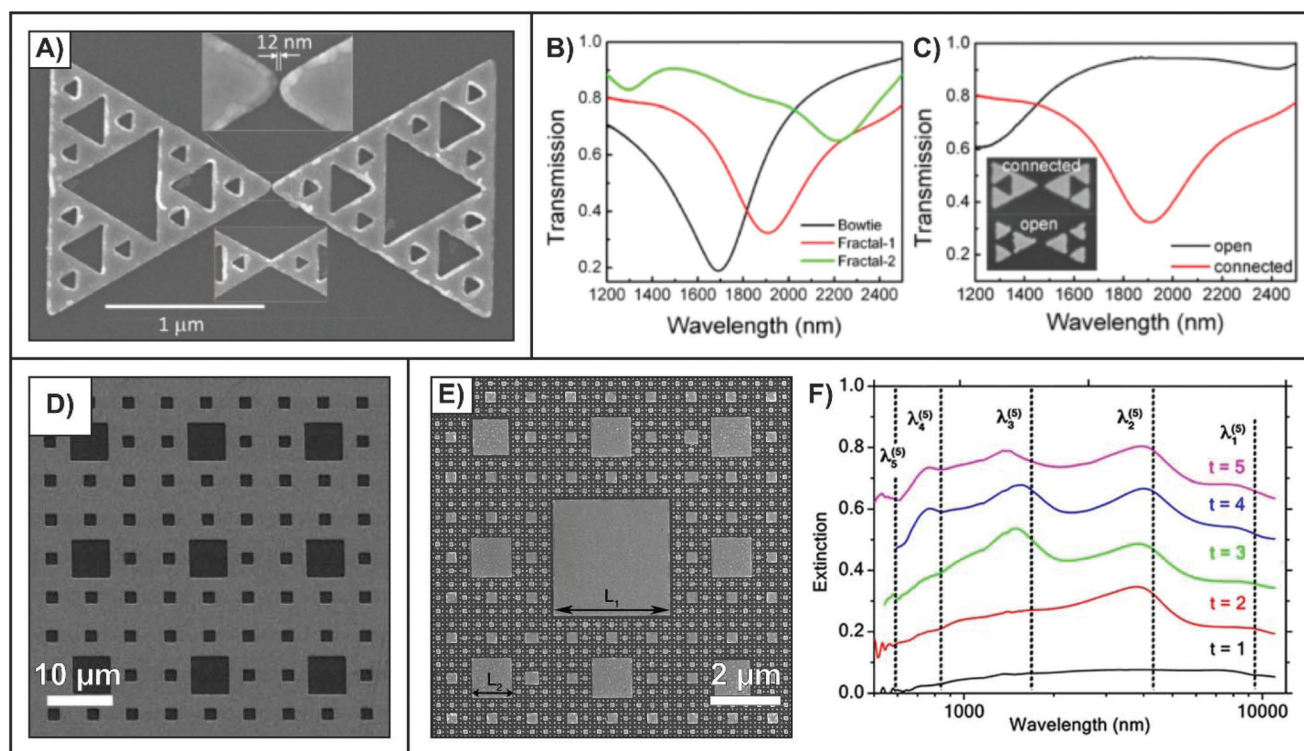 A)
12 nm
1 μm
B)
Transmission
1.0
0.8
0.6
0.4
0.2
Bowtie
Fractal-1
Fractal-2
1200 1400 1600 1800 2000 2200 2400
Wavelength (nm)
C)
Transmission
1.0
0.8
0.6
0.4
0.2
connected
open
open
connected
1200 1400 1600 1800 2000 2200 2400
Wavelength (nm)
D)
10 μm
E)
L1
L2
2 μm
F)
Extinction
1.0
0.8
0.6
0.4
0.2
0.0
λ5(5)
λ4(5)
λ3(5)
λ2(5)
λ1(5)
t = 5
t = 4
t = 3
t = 2
t = 1
1000 10000
Wavelength (nm)